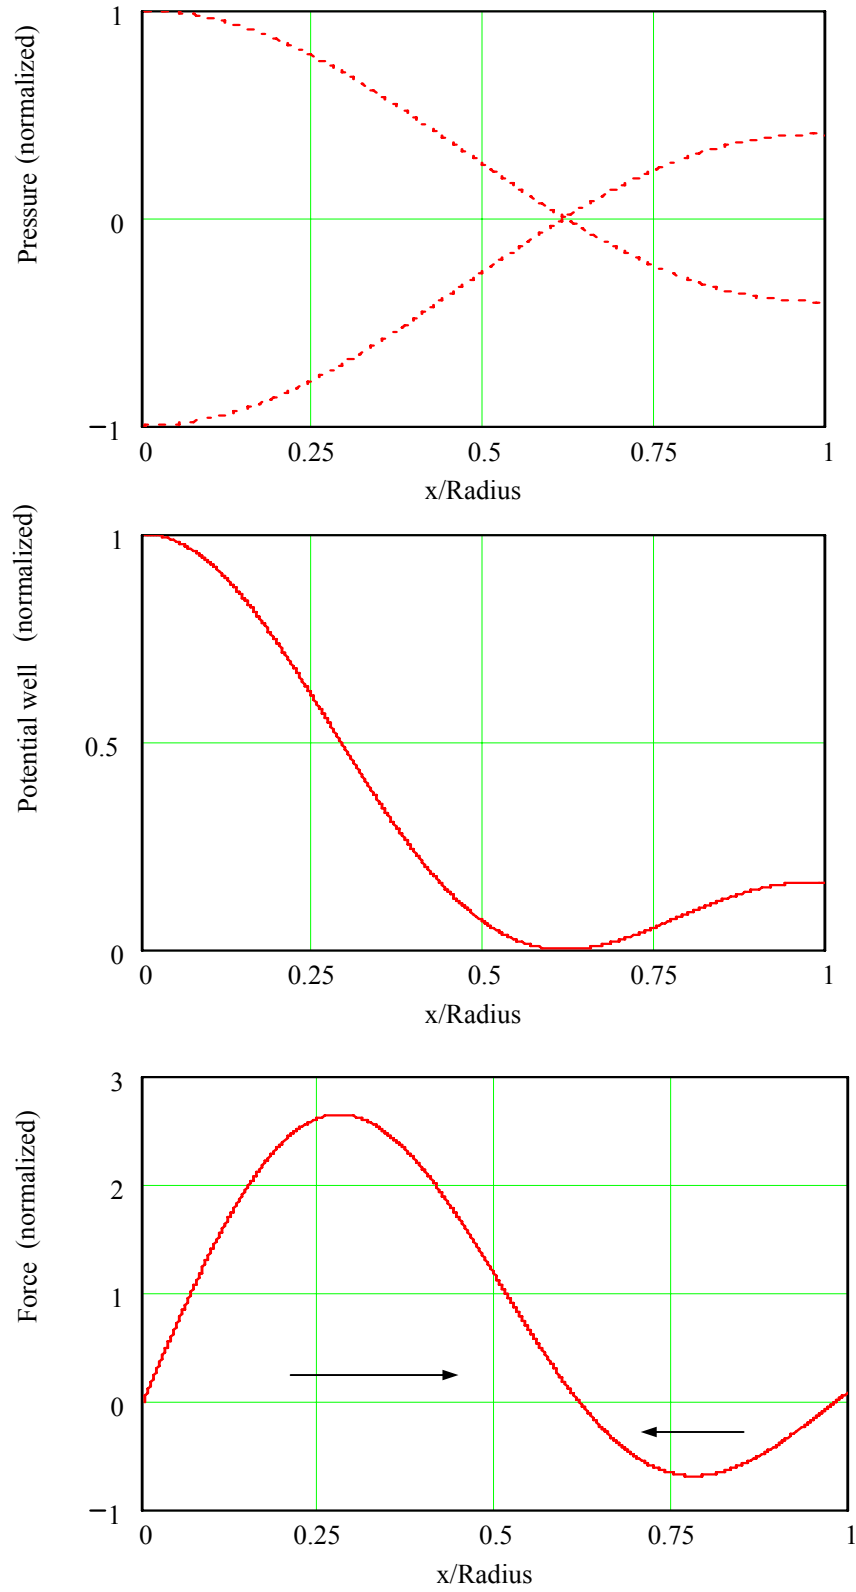 Pressure (normalized)
1
0
−1
0 0.25 0.5 0.75 1
x/Radius
Potential well (normalized)
1
0.5
0
0 0.25 0.5 0.75 1
x/Radius
Force (normalized)
3
2
1
0
−1
0 0.25 0.5 0.75 1
x/Radius